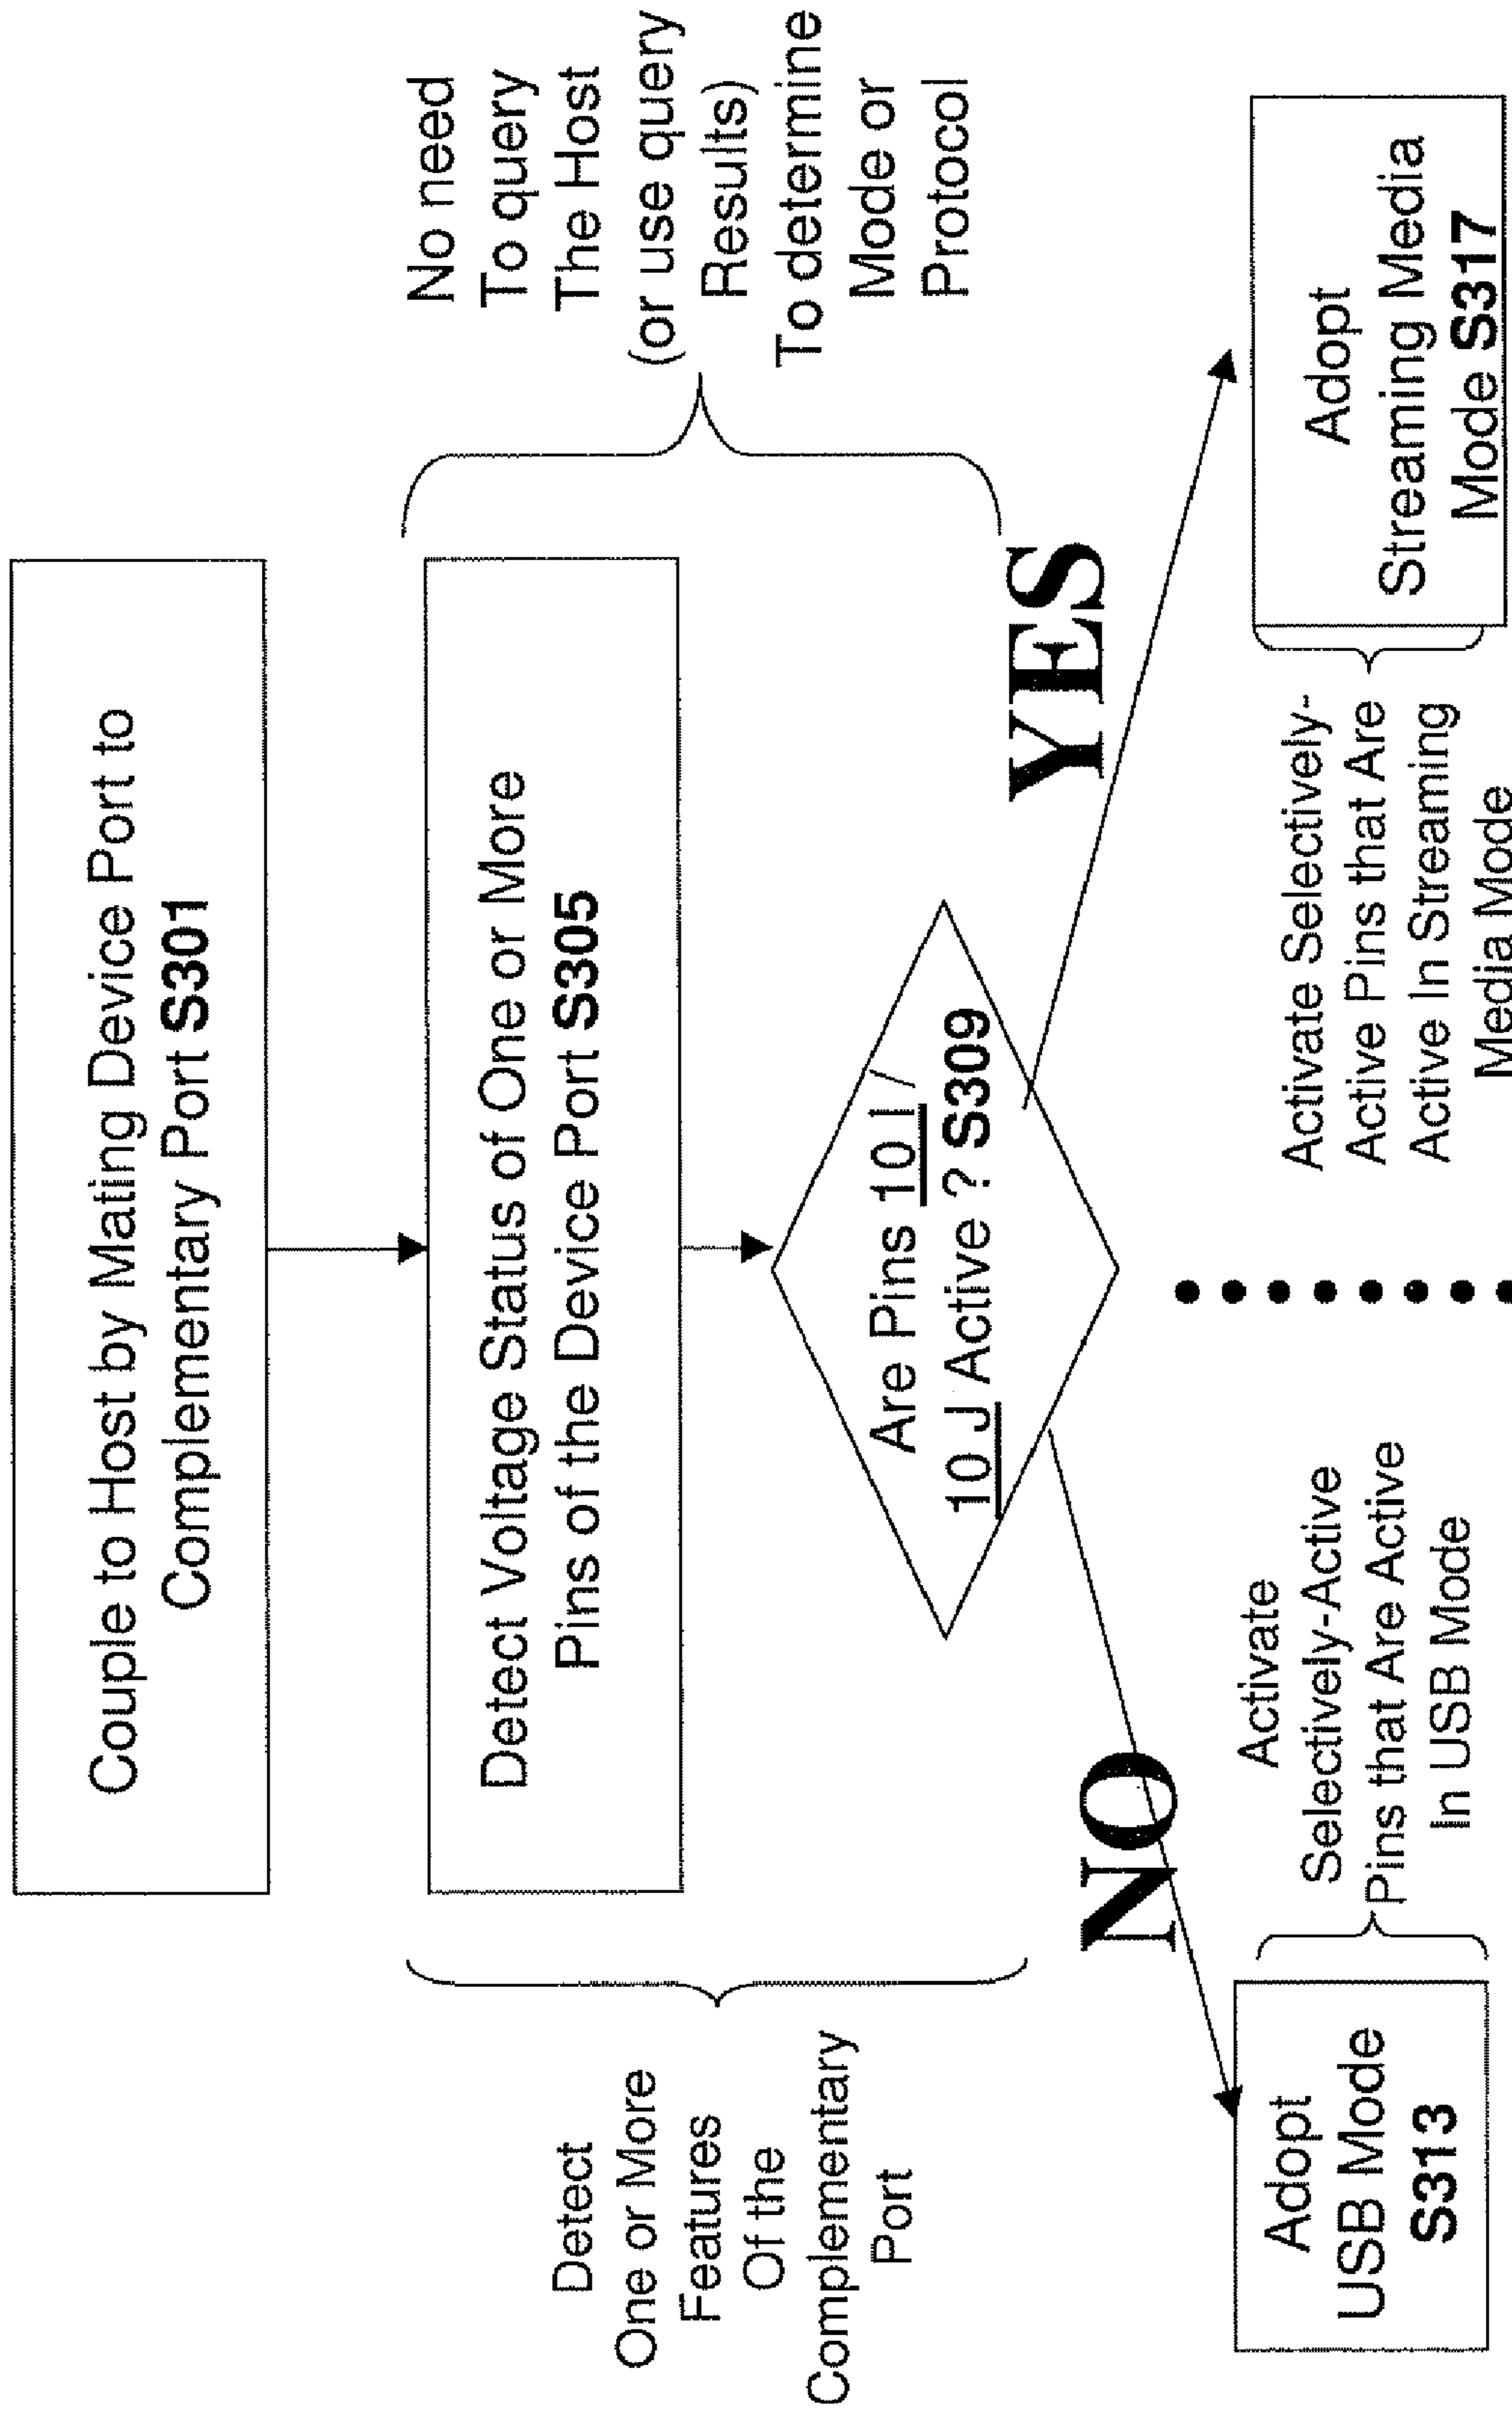 Couple to Host by Mating Device Port to
Complementary Port S301
Detect
One or More
Features
Of the
Complementary
Port
Detect Voltage Status of One or More
Pins of the Device Port S305
No need
To query
The Host
(or use query
Results)
To determine
Mode or
Protocol
Are Pins 10 I /
10 J Active ? S309
NO
YES
Adopt
USB Mode
S313
Activate
Selectively-Active
Pins that Are Active
In USB Mode
Activate Selectively-
Active Pins that Are
Active In Streaming
Media Mode
Adopt
Streaming Media
Mode S317